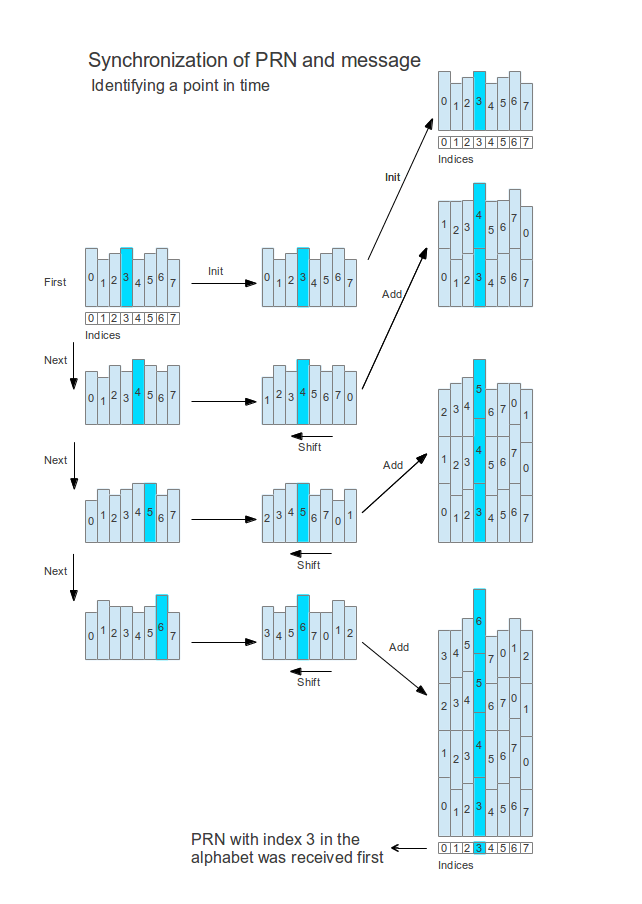 Synchronization of PRN and message
Identifying a point in time
0 1 2 3 4 5 6 7
0 1 2 3 4 5 6 7
Indices
Init
1 2 3 4 5 6 7 0
0 1 2 3 4 5 6 7
Add
First
0 1 2 3 4 5 6 7
0 1 2 3 4 5 6 7
Indices
Init
0 1 2 3 4 5 6 7
Next
0 1 2 3 4 5 6 7
1 2 3 4 5 6 7 0
Shift
2 3 4 5 6 7 0 1
1 2 3 4 5 6 7 0
0 1 2 3 4 5 6 7
Add
Next
0 1 2 3 4 5 6 7
2 3 4 5 6 7 0 1
Shift
Next
0 1 2 3 4 5 6 7
3 4 5 6 7 0 1 2
Shift
Add
3 4 5 6 7 0 1 2
2 3 4 5 6 7 0 1
1 2 3 4 5 6 7 0
0 1 2 3 4 5 6 7
0 1 2 3 4 5 6 7
Indices
PRN with index 3 in the
alphabet was received first